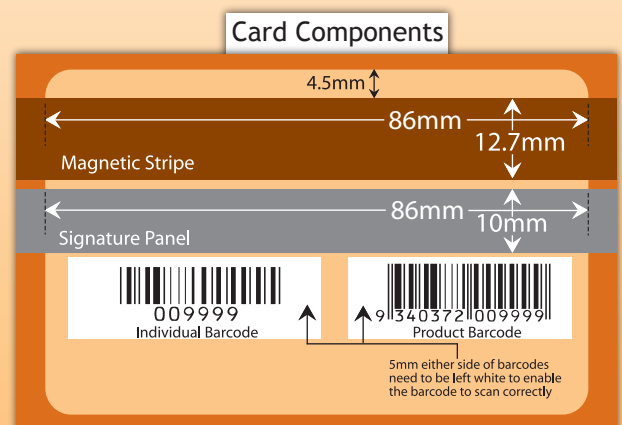 Card Components
4.5mm
86mm
12.7mm
Magnetic Stripe
86mm
10mm
Signature Panel
009999
Individual Barcode
9 340372 009999
Product Barcode
5mm either side of barcodes
need to be left white to enable
the barcode to scan correctly